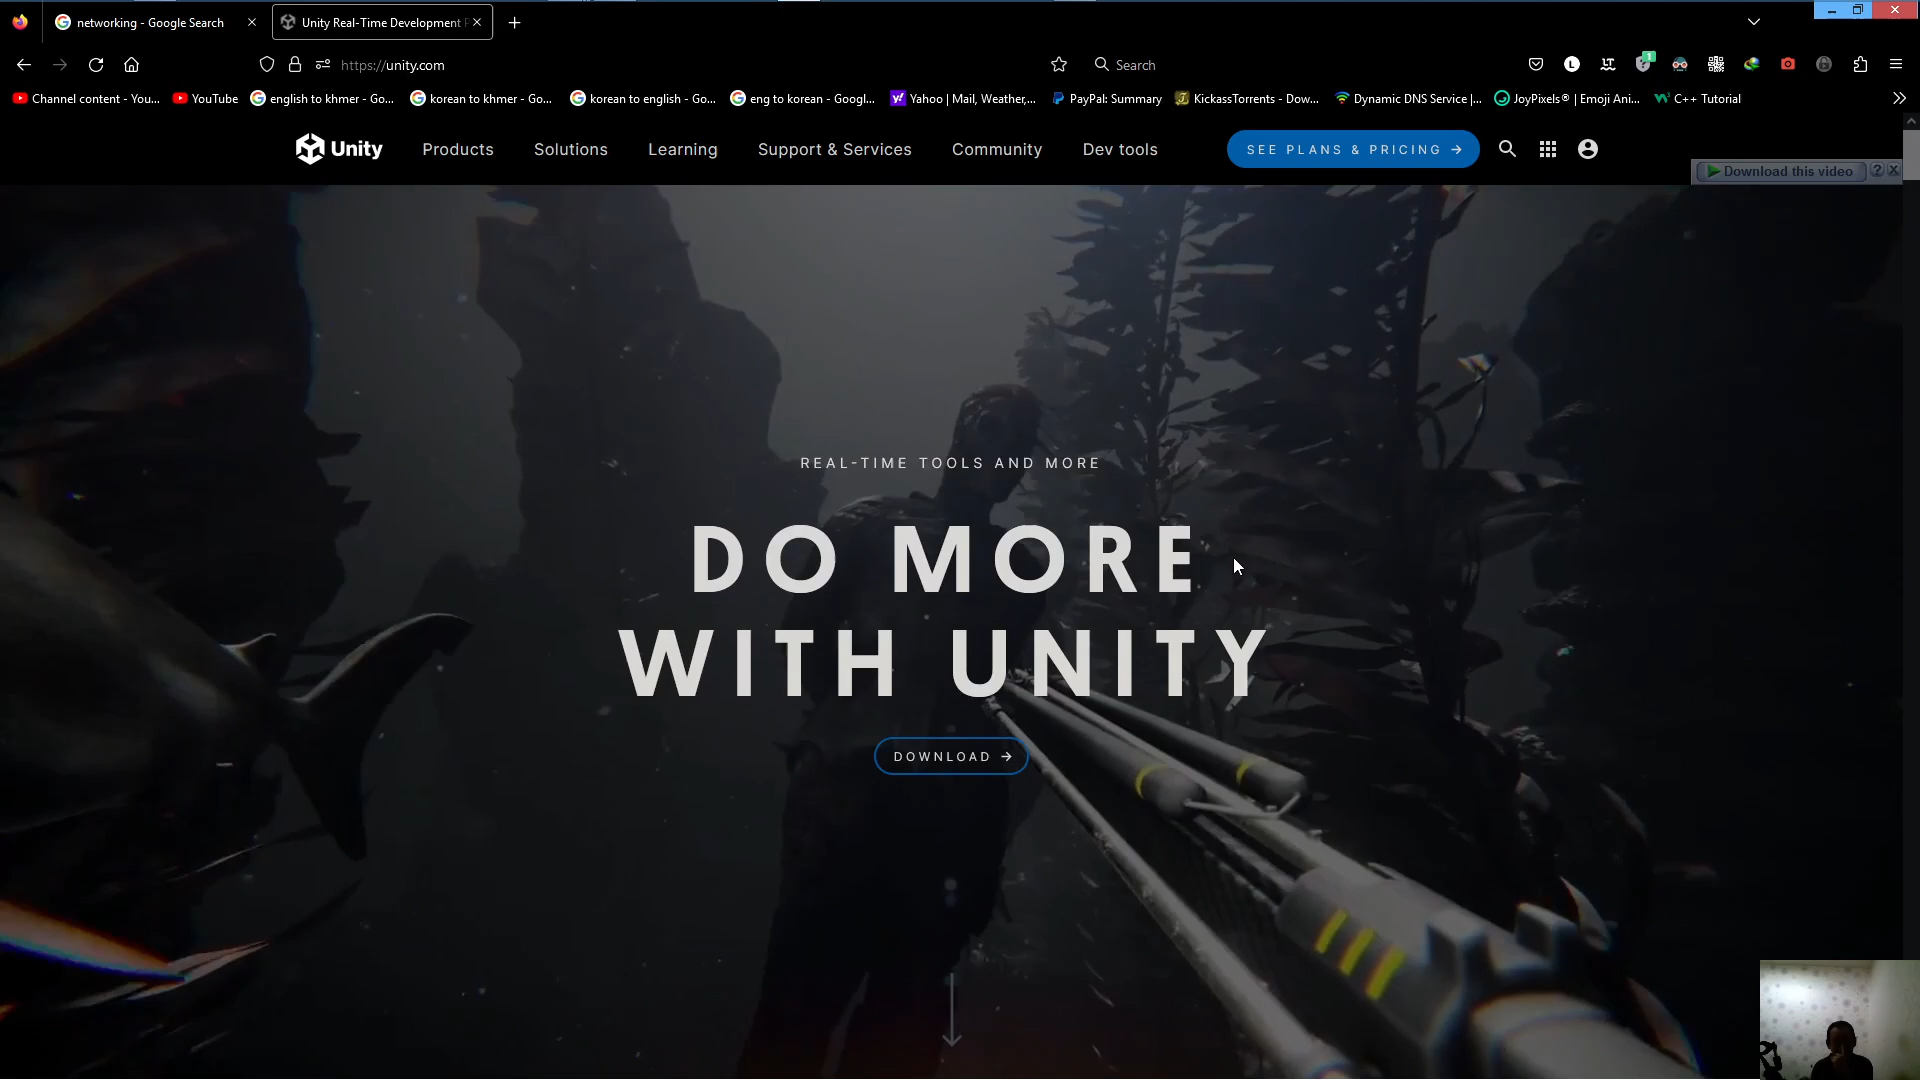 networking - Google Search
Unity Real-Time Development P
https://unity.com
Search
1
Channel content - You...
YouTube
english to khmer - Go...
korean to khmer - Go...
korean to english - Go...
eng to korean - Googl...
Yahoo | Mail, Weather,...
PayPal: Summary
KickassTorrents - Dow...
Dynamic DNS Service |...
JoyPixels® | Emoji Ani...
C++ Tutorial
Unity
Products
Solutions
Learning
Support & Services
Community
Dev tools
SEE PLANS & PRICING →
Download this video
?
X
REAL-TIME TOOLS AND MORE
DO MORE
WITH UNITY
DOWNLOAD →